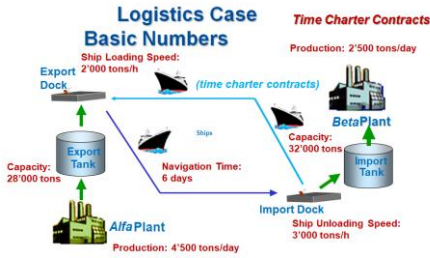 Logistics Case
Basic Numbers
Time Charter Contracts
Ship Loading Speed:
2'000 tons/h
Production: 2'500 tons/day
Export
Dock
(time charter contracts)
BetaPlant
Ships
Capacity:
32'000 tons
Export
Tank
Navigation Time:
6 days
Import
Tank
Capacity:
28'000 tons
Import Dock
AlfaPlant
Ship Unloading Speed:
3'000 tons/h
Production: 4'500 tons/day